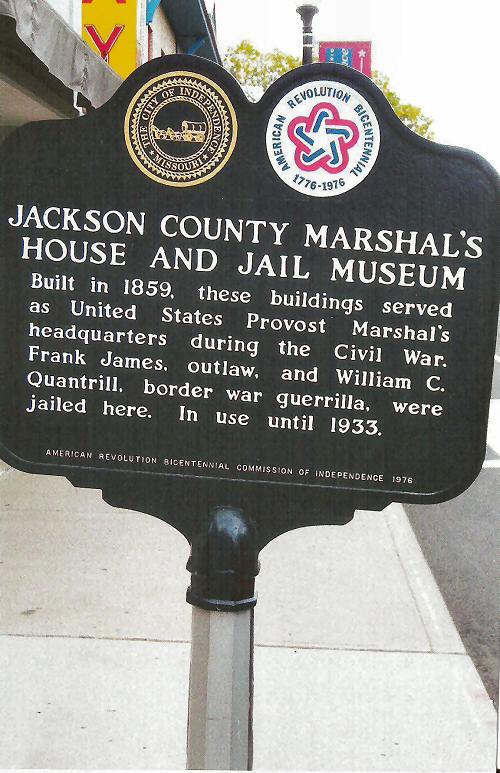 THE CITY OF INDEPENDENCE
MISSOURI
AMERICAN REVOLUTION BICENTENNIAL
1776-1976
JACKSON COUNTY MARSHAL'S
HOUSE AND JAIL MUSEUM
Built in 1859, these buildings served
as United States Provost Marshal's
headquarters during the Civil War.
Frank James, outlaw, and William C.
Quantrill, border war guerrilla, were
jailed here. In use until 1933.
AMERICAN REVOLUTION BICENTENNIAL COMMISSION OF INDEPENDENCE 1976